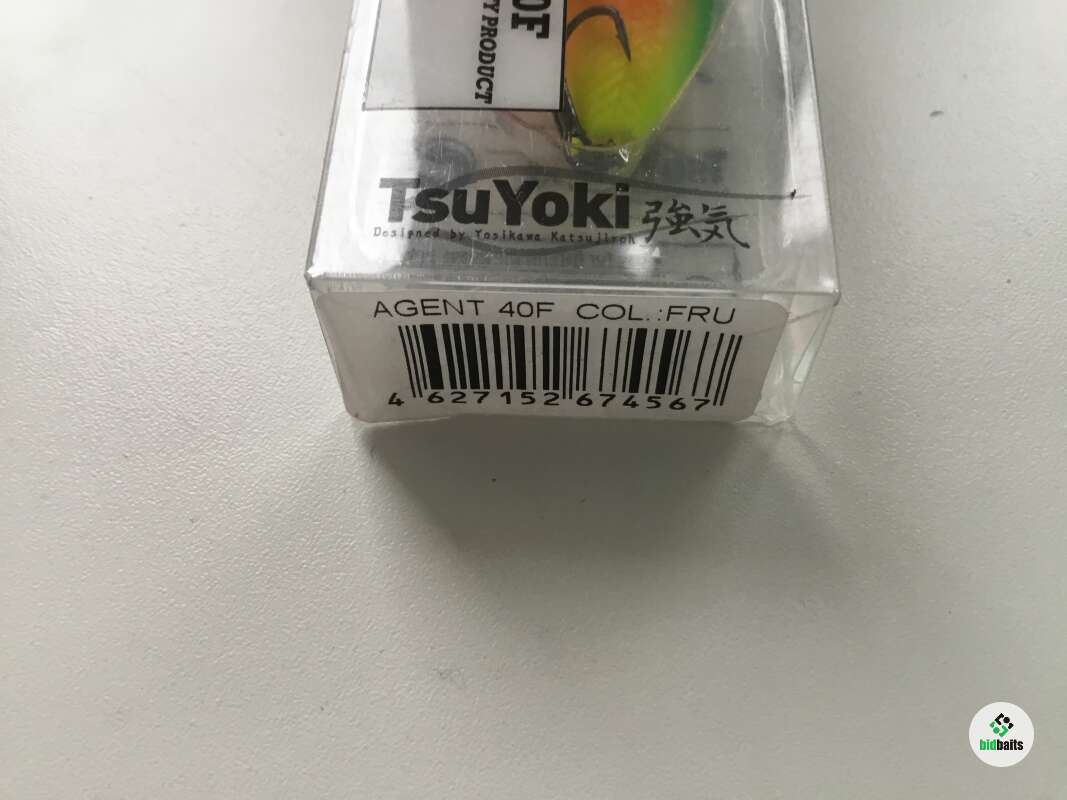 0F
Y PRODUCT
TsuYoki 強気
Designed by Yosikawa Katsujiroh
AGENT 40F COL.:FRU
4 627152 674567
bidbaits